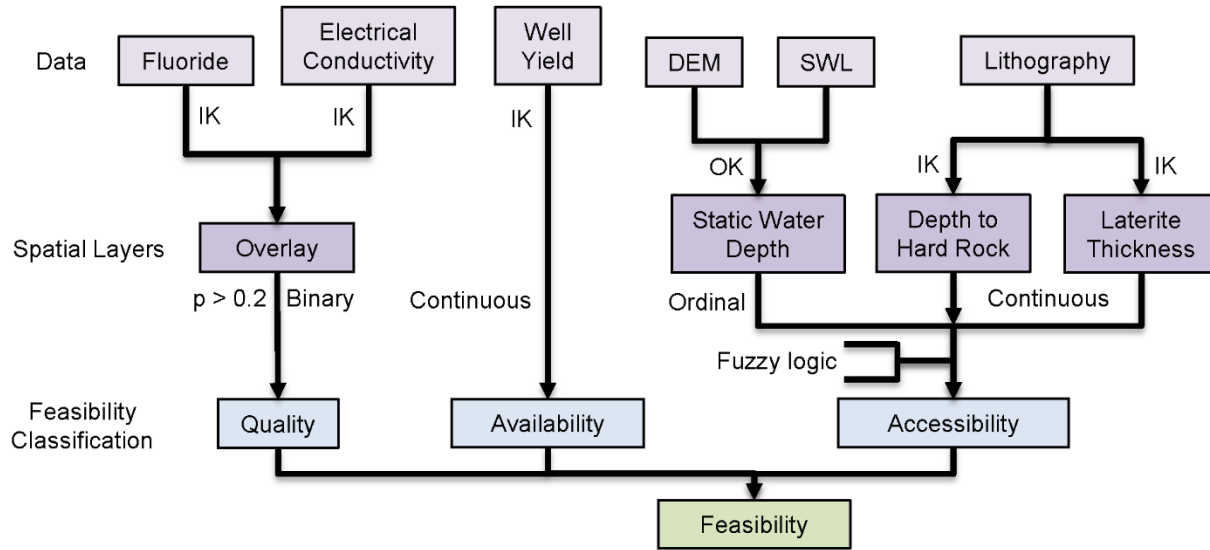 Data
Fluoride
Electrical
Conductivity
Well
Yield
DEM
SWL
Lithography
IK
IK
IK
OK
IK
IK
Spatial Layers
Overlay
Static Water
Depth
Depth to
Hard Rock
Laterite
Thickness
p > 0.2
Binary
Continuous
Ordinal
Continuous
Fuzzy logic
Feasibility
Classification
Quality
Availability
Accessibility
Feasibility